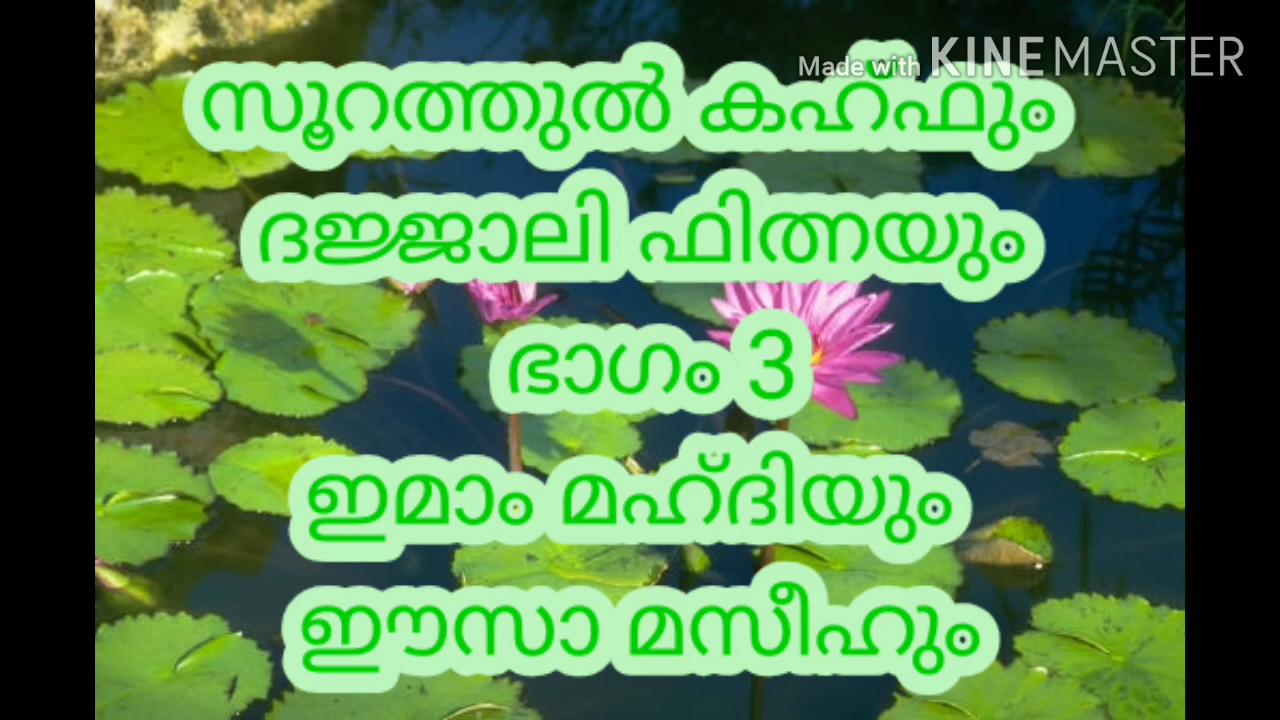 Made with KINEMASTER
സൂറത്തുൽ കഹ്ഫും
ദജ്ജാലി ഫിത്നയും
ഭാഗം 3
ഇമാം മഹ്ദിയും
ഈസാ മസീഹും